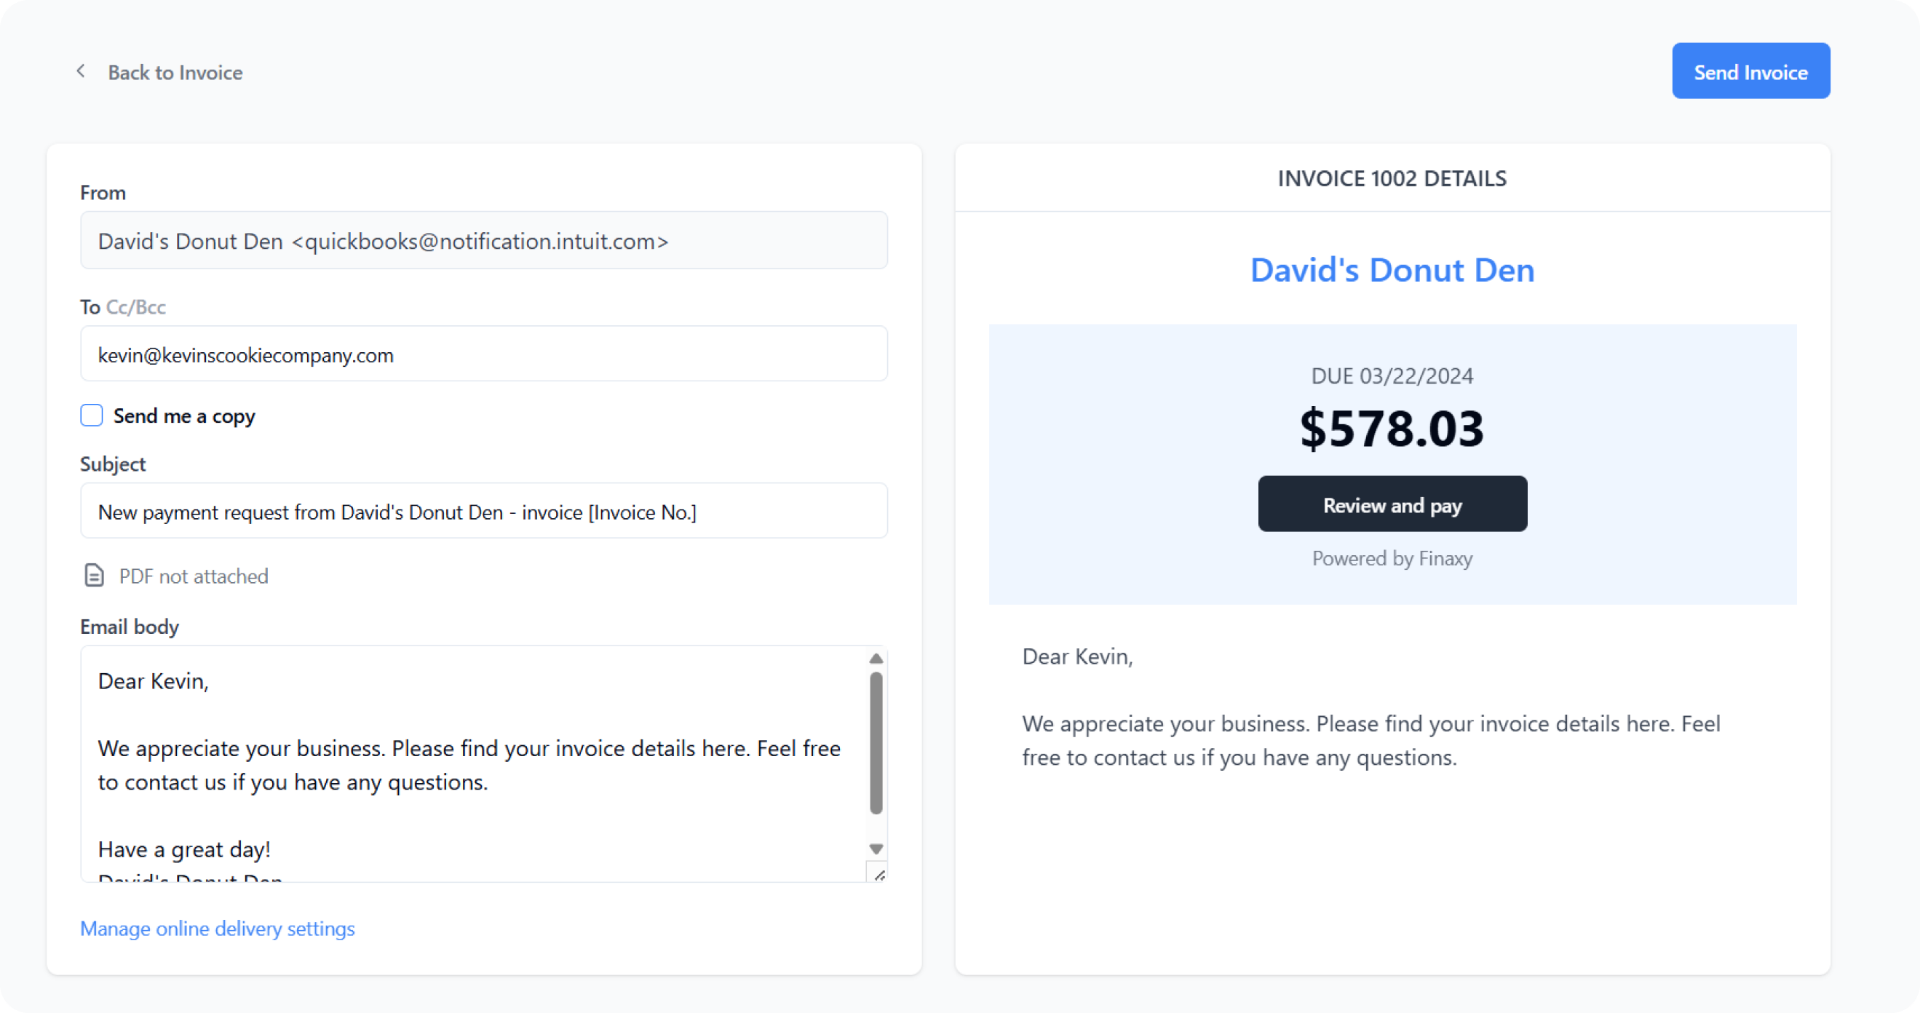 Back to Invoice
Send Invoice
From
David's Donut Den <quickbooks@notification.intuit.com>
To Cc/Bcc
kevin@kevinscookiecompany.com
Send me a copy
Subject
New payment request from David's Donut Den - invoice [Invoice No.]
PDF not attached
Email body
Dear Kevin,
We appreciate your business. Please find your invoice details here. Feel free
to contact us if you have any questions.
Have a great day!
David's Donut Den
Manage online delivery settings
INVOICE 1002 DETAILS
David's Donut Den
DUE 03/22/2024
$578.03
Review and pay
Powered by Finaxy
Dear Kevin,
We appreciate your business. Please find your invoice details here. Feel
free to contact us if you have any questions.